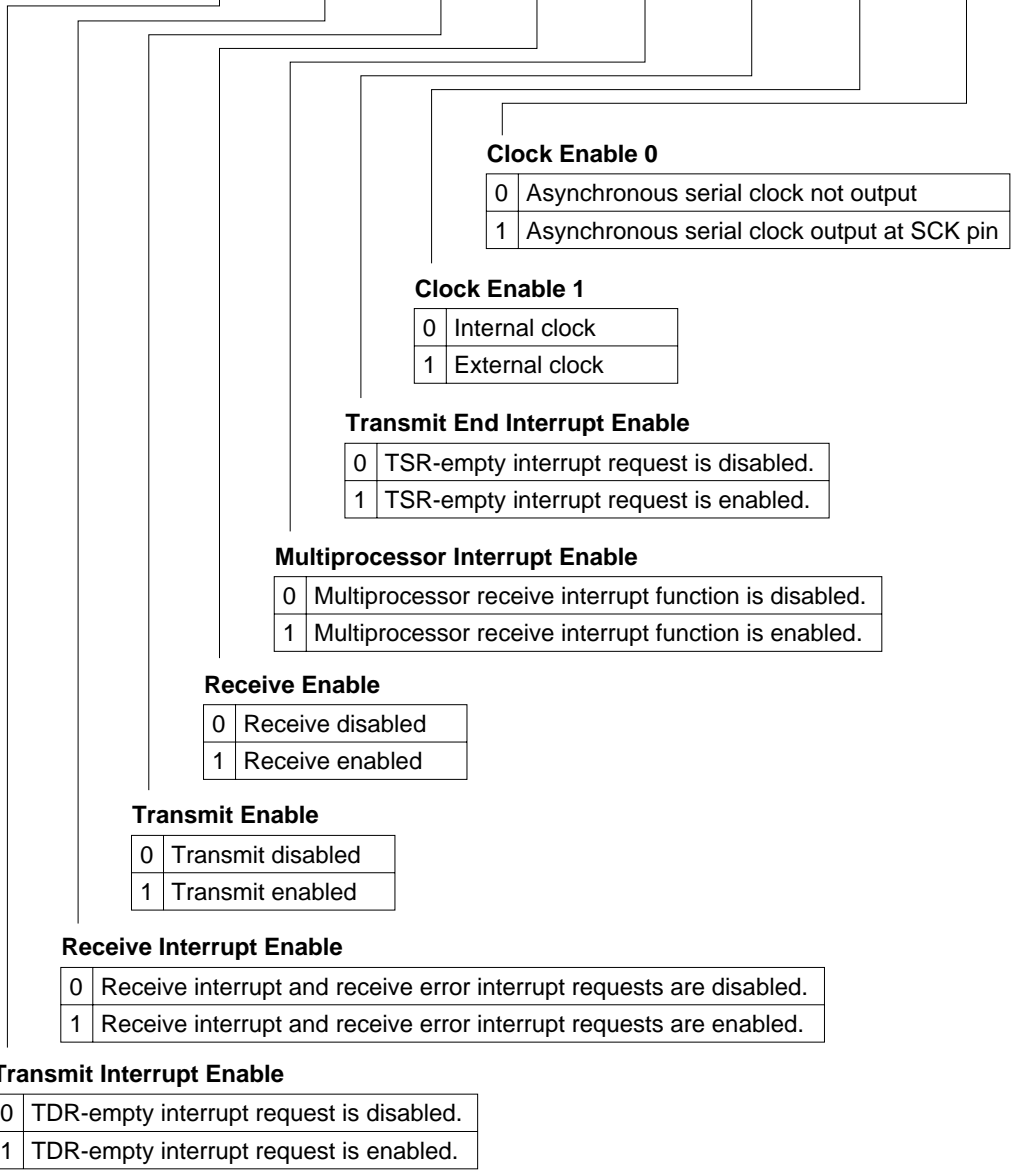 Clock Enable 0
0 Asynchronous serial clock not output
1 Asynchronous serial clock output at SCK pin
Clock Enable 1
0 Internal clock
1 External clock
Transmit End Interrupt Enable
0 TSR-empty interrupt request is disabled.
1 TSR-empty interrupt request is enabled.
Multiprocessor Interrupt Enable
0 Multiprocessor receive interrupt function is disabled.
1 Multiprocessor receive interrupt function is enabled.
Receive Enable
0 Receive disabled
1 Receive enabled
Transmit Enable
0 Transmit disabled
1 Transmit enabled
Receive Interrupt Enable
0 Receive interrupt and receive error interrupt requests are disabled.
1 Receive interrupt and receive error interrupt requests are enabled.
Transmit Interrupt Enable
0 TDR-empty interrupt request is disabled.
1 TDR-empty interrupt request is enabled.